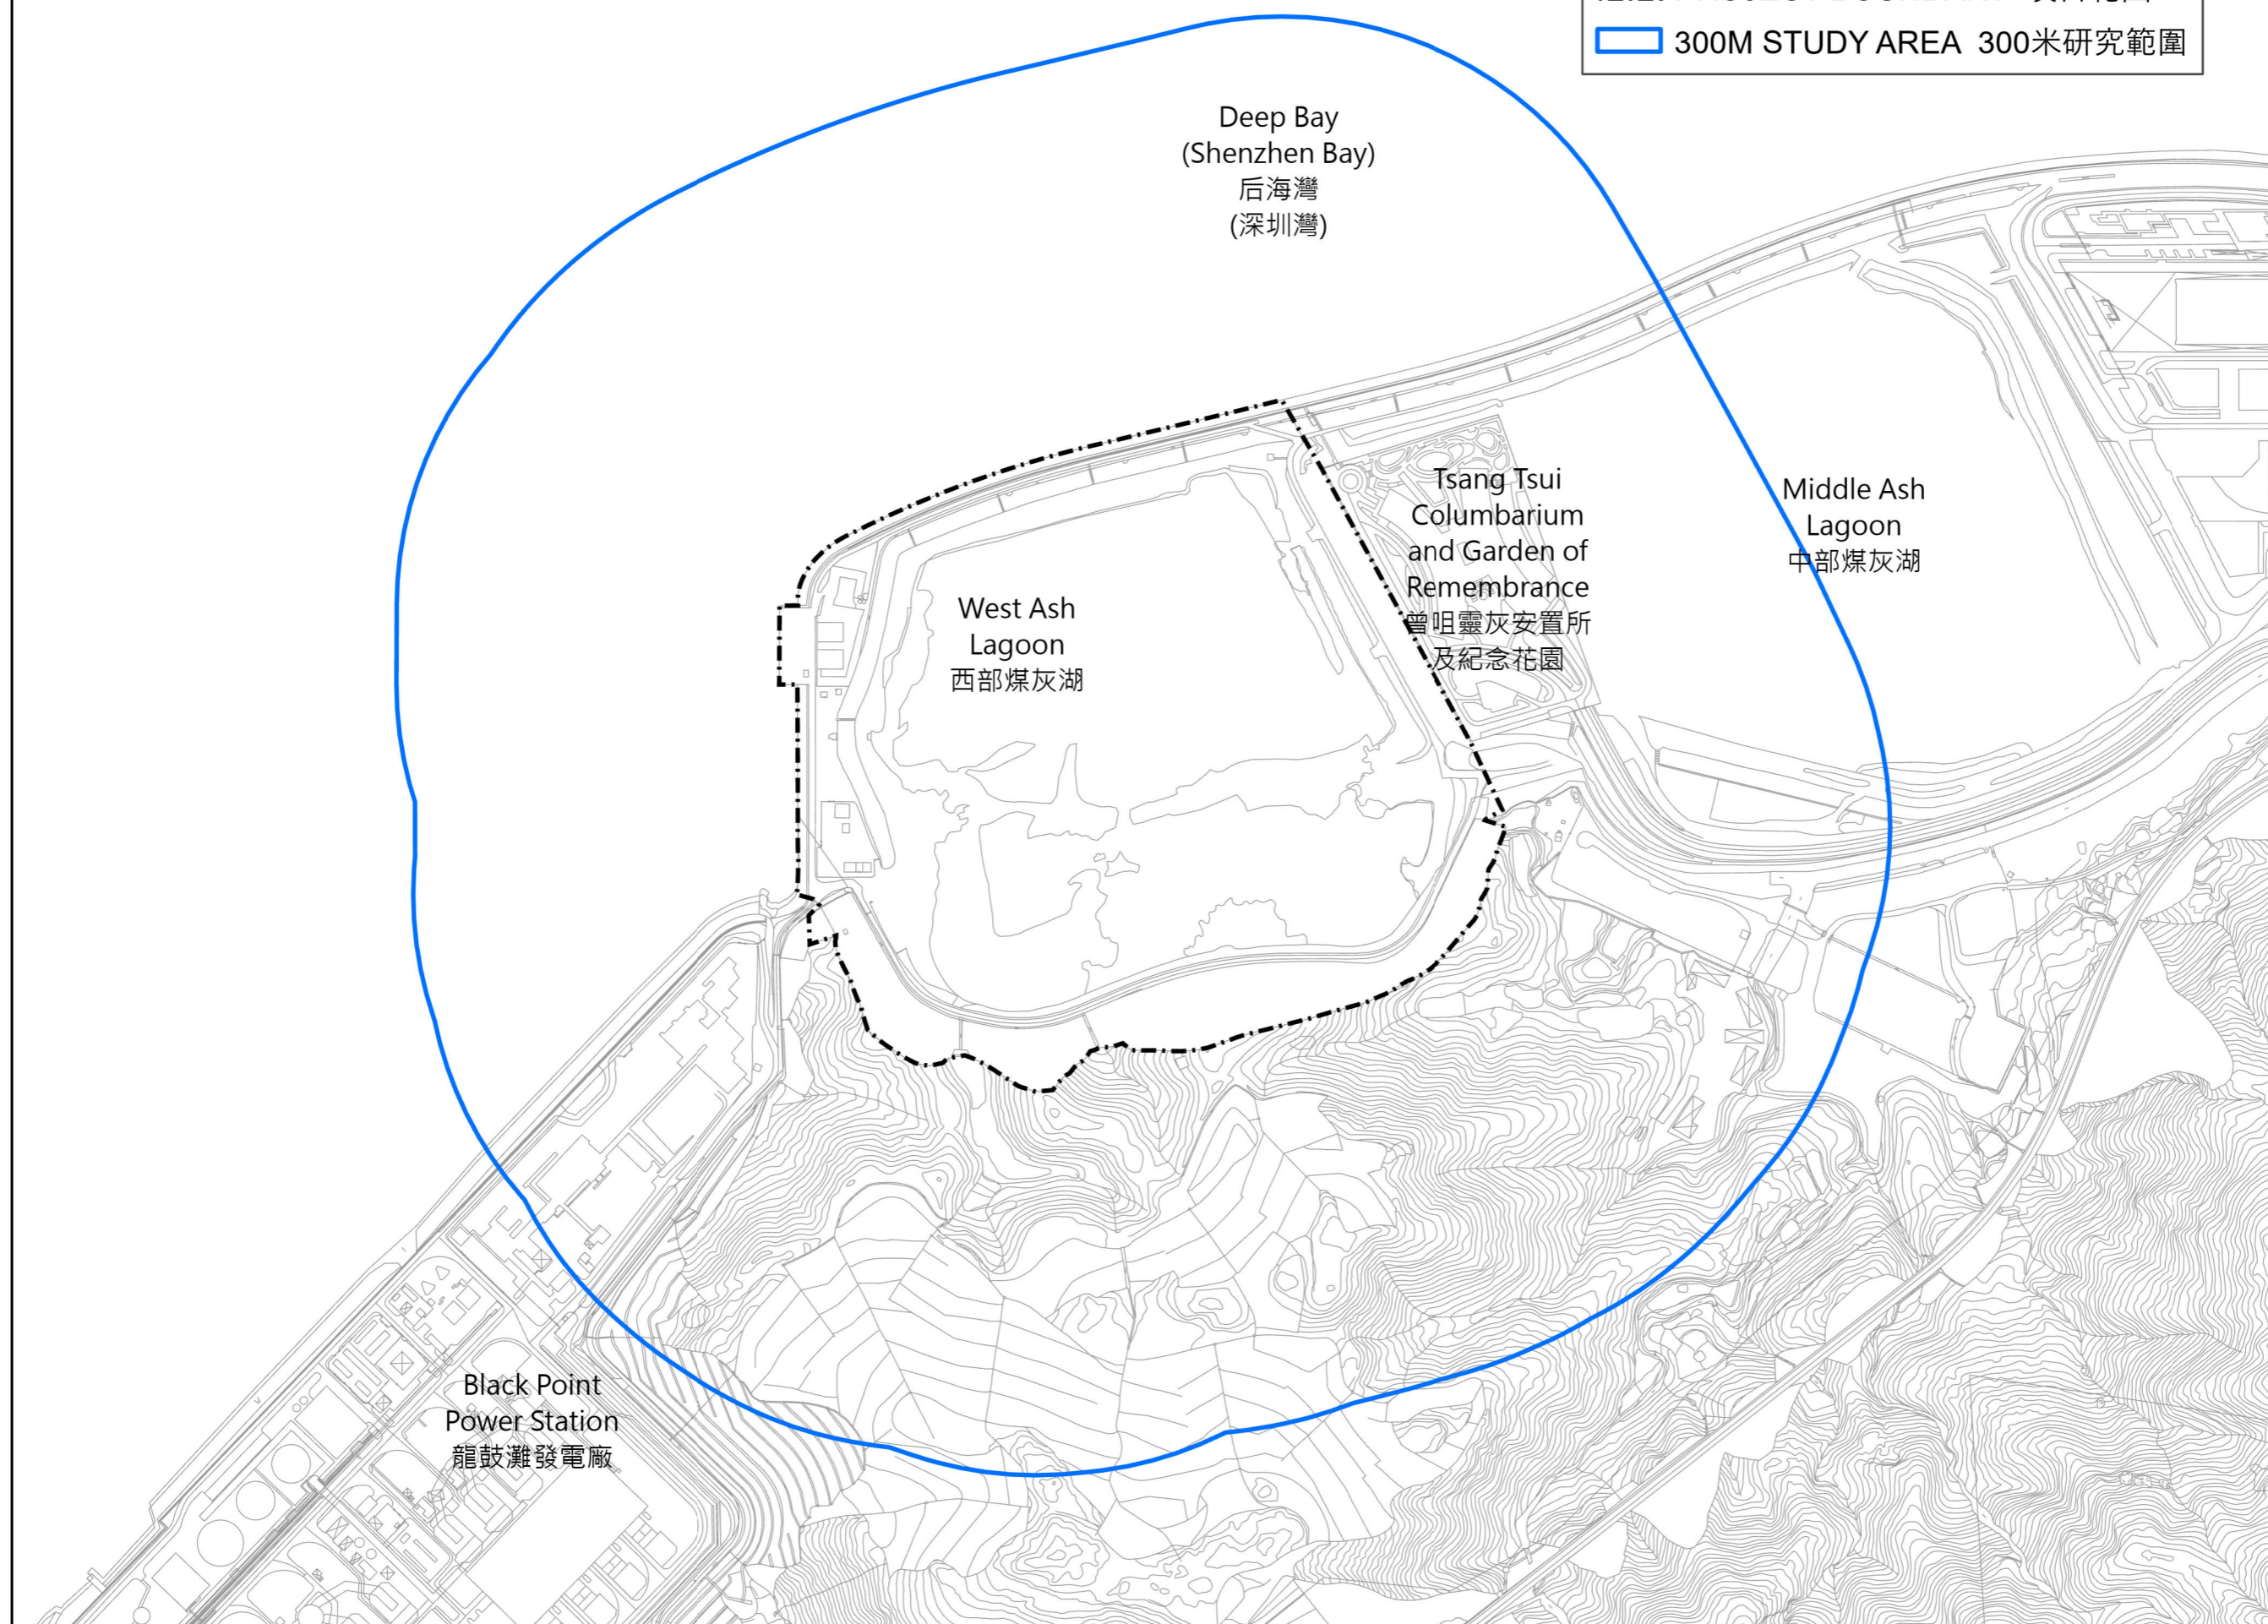 300M STUDY AREA 300米研究範圍
Deep Bay
(Shenzhen Bay)
后海灣
(深圳灣)
Tsang Tsui
Columbarium
and Garden of
Remembrance
曾咀靈灰安置所
及紀念花園
Middle Ash
Lagoon
中部煤灰湖
West Ash
Lagoon
西部煤灰湖
Black Point
Power Station
龍鼓灘發電廠